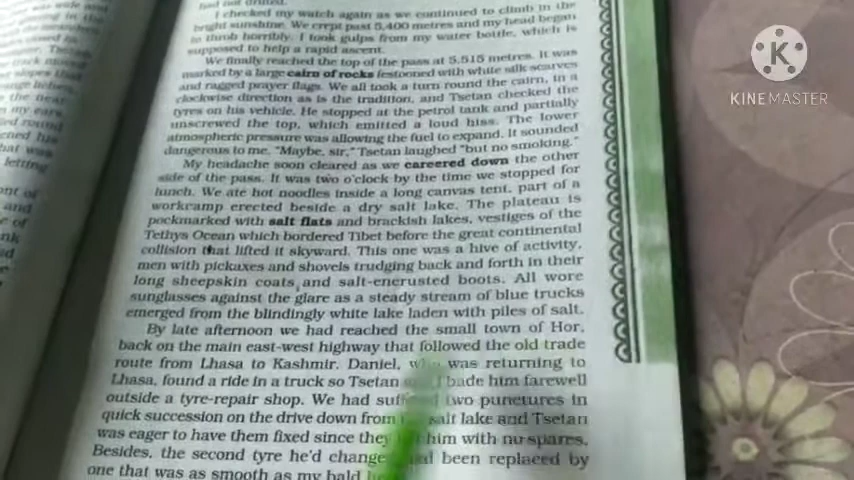 had not drifted.
I checked my watch again as we continued to climb in the
bright sunshine. We crept past 5,400 metres and my head began
to throb horribly. I took gulps from my water bottle, which is
supposed to help a rapid ascent.
We finally reached the top of the pass at 5,515 metres. It was
marked by a large cairn of rocks festooned with white silk scarves
and ragged prayer flags. We all took a turn round the cairn, in a
clockwise direction as is the tradition, and Tsetan checked the
tyres on his vehicle. He stopped at the petrol tank and partially
unscrewed the top, which emitted a loud hiss. The lower
atmospheric pressure was allowing the fuel to expand. It sounded
dangerous to me. "Maybe, sir," Tsetan laughed "but no smoking."
My headache soon cleared as we careered down the other
side of the pass. It was two o'clock by the time we stopped for
lunch. We ate hot noodles inside a long canvas tent, part of a
workcamp erected beside a dry salt lake. The plateau is
pockmarked with salt flats and brackish lakes, vestiges of the
Tethys Ocean which bordered Tibet before the great continental
collision that lifted it skyward. This one was a hive of activity,
men with pickaxes and shovels trudging back and forth in their
long sheepskin coats and salt-encrusted boots. All wore
sunglasses against the glare as a steady stream of blue trucks
emerged from the blindingly white lake laden with piles of salt.
By late afternoon we had reached the small town of Hor,
back on the main east-west highway that followed the old trade
route from Lhasa to Kashmir. Daniel, who was returning to
Lhasa, found a ride in a truck so Tsetan bade him farewell
outside a tyre-repair shop. We had suffered two punctures in
quick succession on the drive down from salt lake and Tsetan
was eager to have them fixed since they him with no spares.
Besides, the second tyre he'd changed had been replaced by
one that was as smooth as my bald
K
KINEMASTER